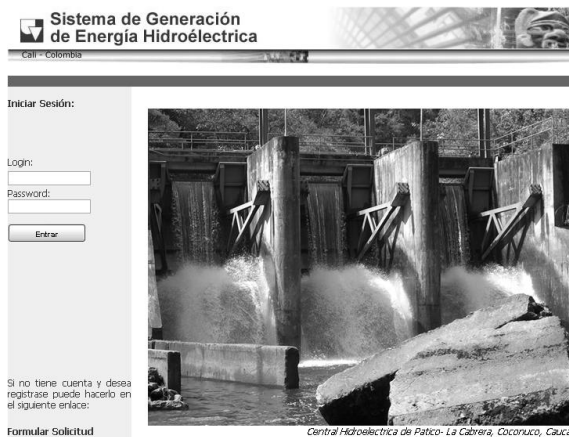 Sistema de Generación
de Energía Hidroélectrica
Cali - Colombia
Iniciar Sesión:
Login:
Password:
Entrar
Si no tiene cuenta y desea
registrase puede hacerlo en
el siguiente enlace:
Formular Solicitud
Central Hidroelectrica de Patico- La Cabrera, Coconuco, Cauca